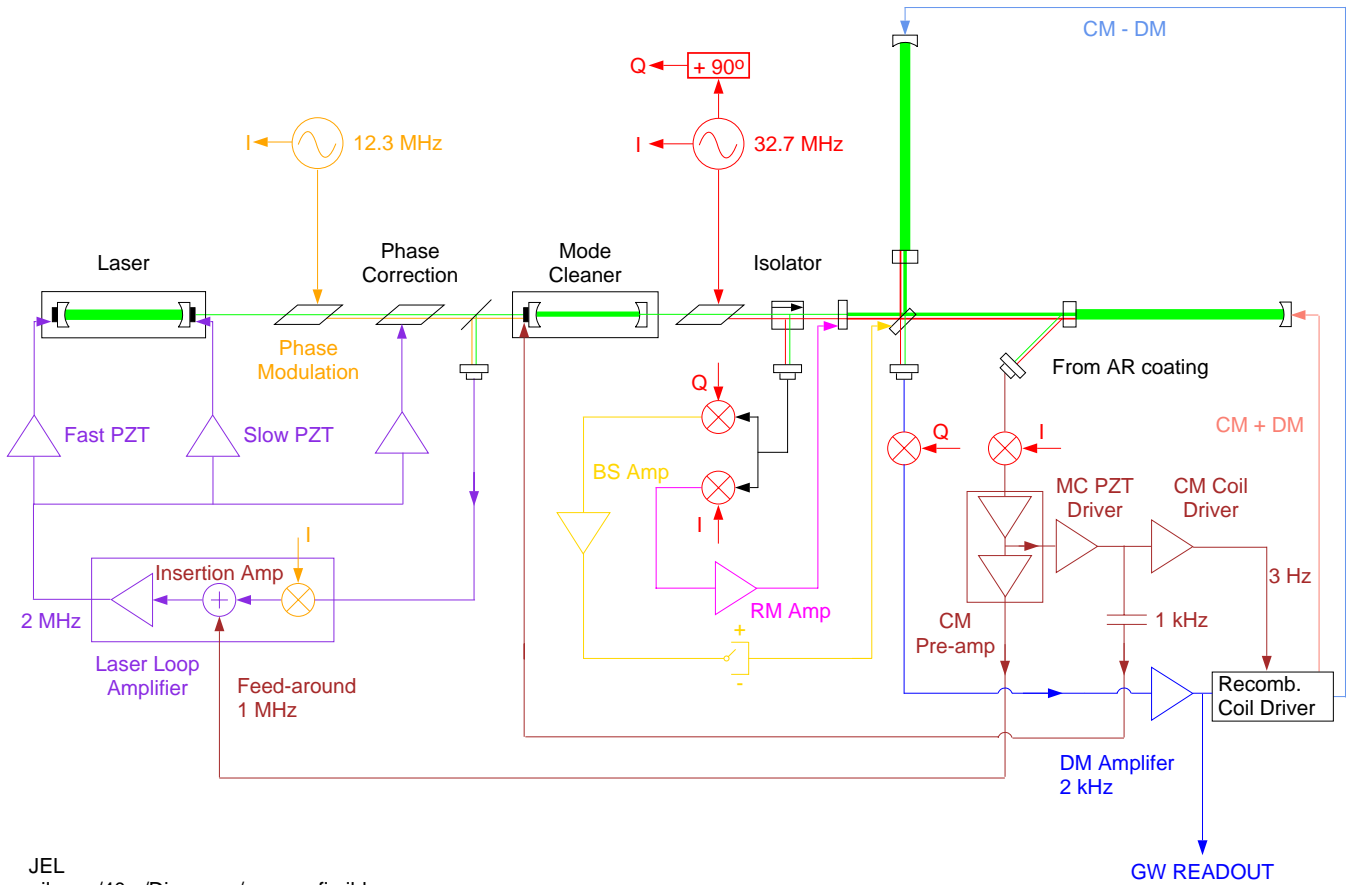 CM - DM
Q
+ 90º
I
12.3 MHz
I
32.7 MHz
Laser
Phase
Correction
Mode
Cleaner
Isolator
Phase
Modulation
From AR coating
Q
Fast PZT
Slow PZT
BS Amp
Q
I
CM + DM
MC PZT
Driver
CM Coil
Driver
I
I
Insertion Amp
3 Hz
RM Amp
2 MHz
CM
Pre-amp
1 kHz
+
-
Laser Loop
Amplifier
Feed-around
1 MHz
Recomb.
Coil Driver
DM Amplifer
2 kHz
JEL
GW READOUT